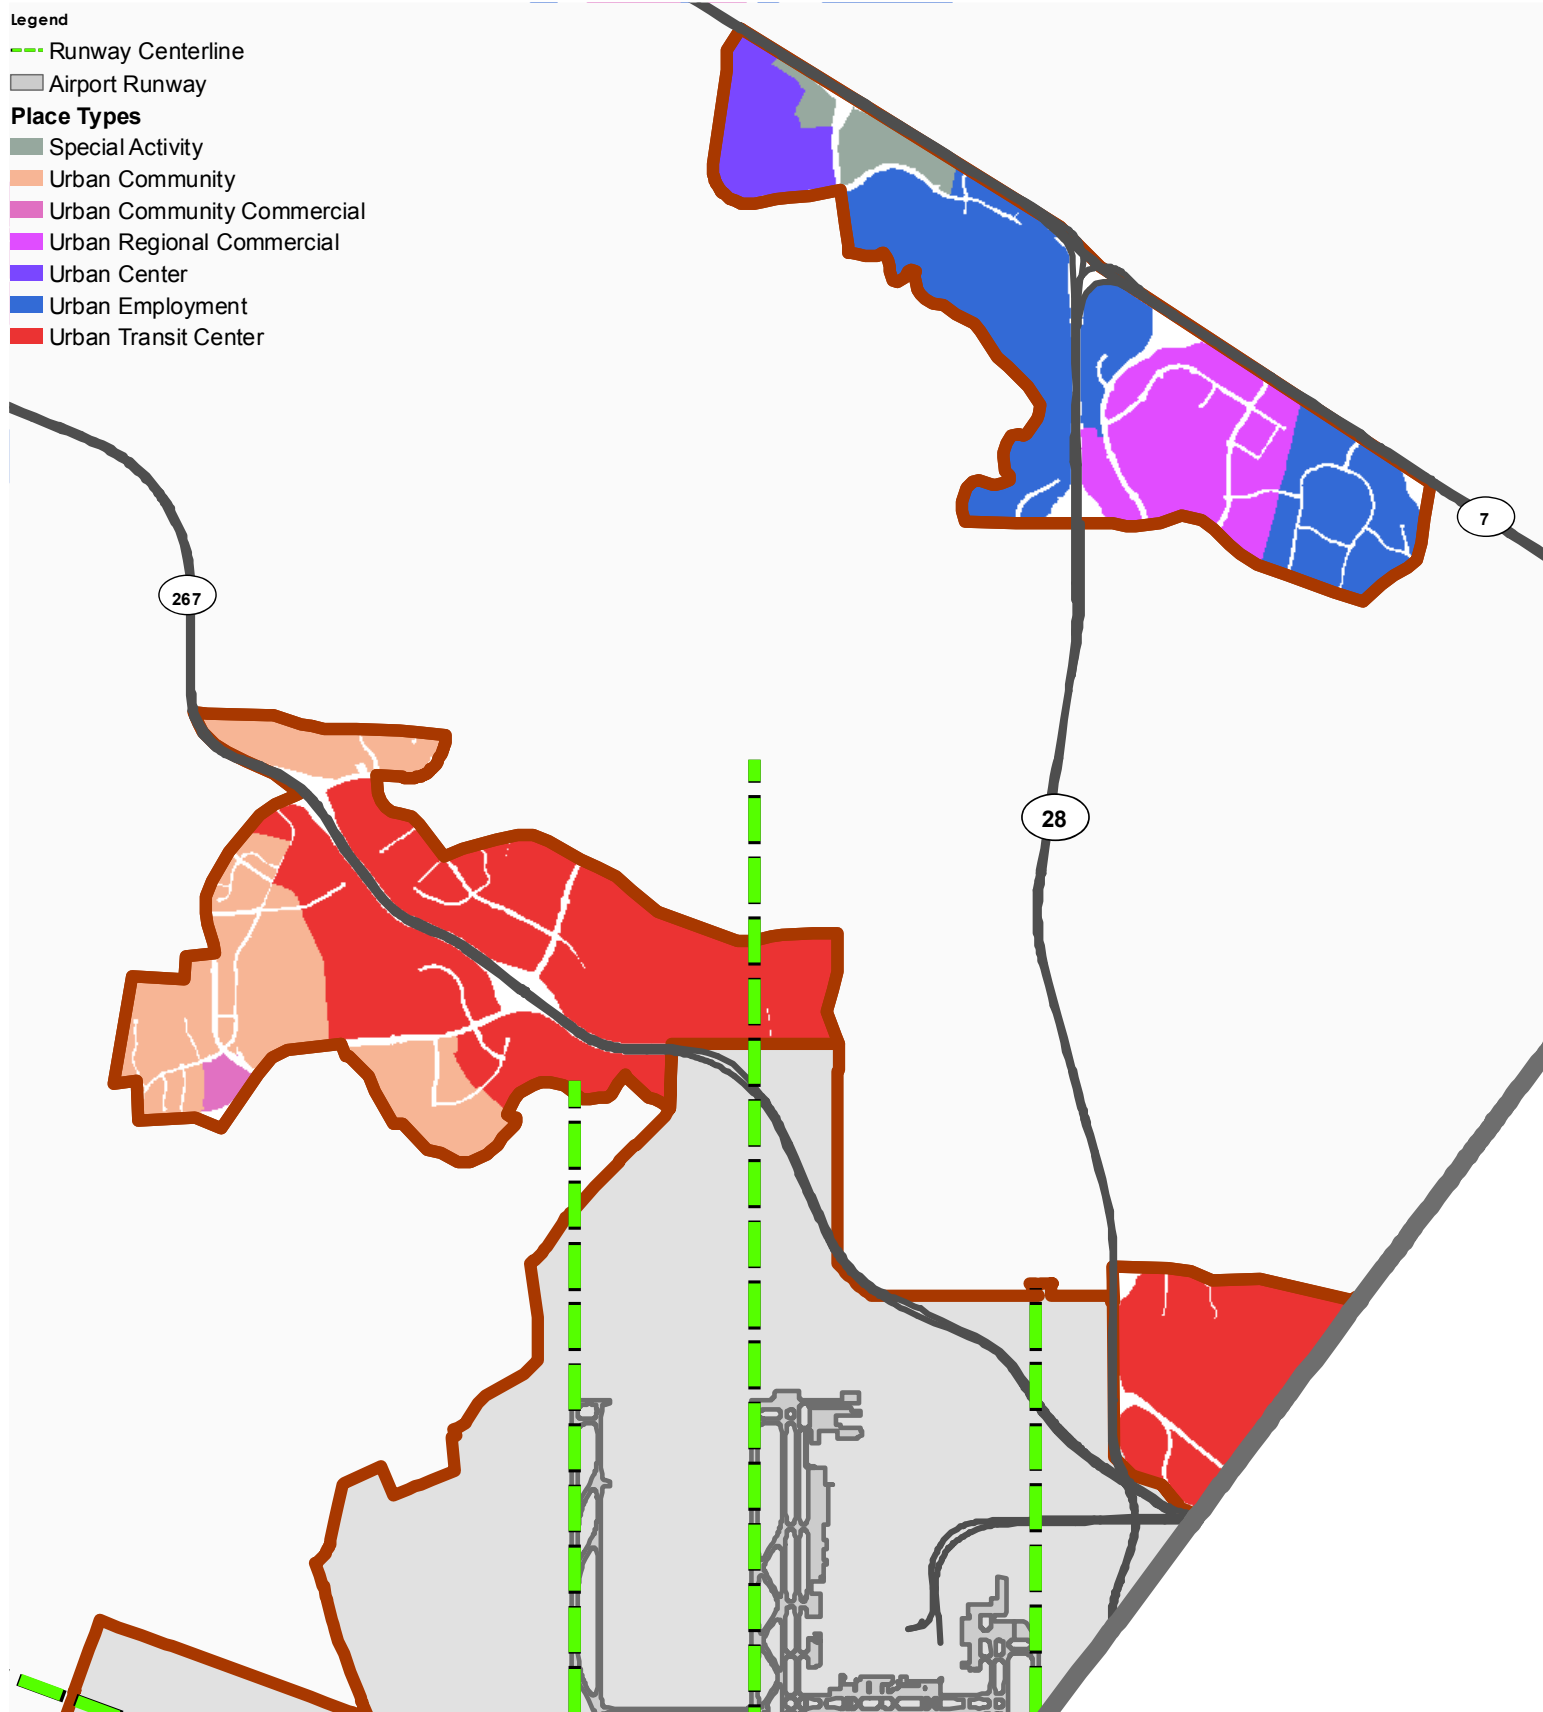 Legend
Runway Centerline
Airport Runway
Place Types
Special Activity
Urban Community
Urban Community Commercial
Urban Regional Commercial
Urban Center
Urban Employment
Urban Transit Center
7
267
28